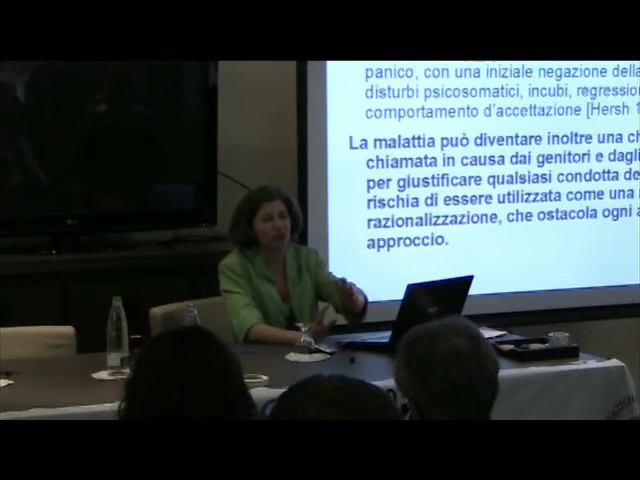 panico, con una iniziale negazione della
disturbi psicosomatici, incubi, regression
comportamento d'accettazione [Hersh 1
La malattia può diventare inoltre una ch
chiamata in causa dai genitori e dagli
per giustificare qualsiasi condotta de
rischia di essere utilizzata come una
razionalizzazione, che ostacola ogni a
approccio.